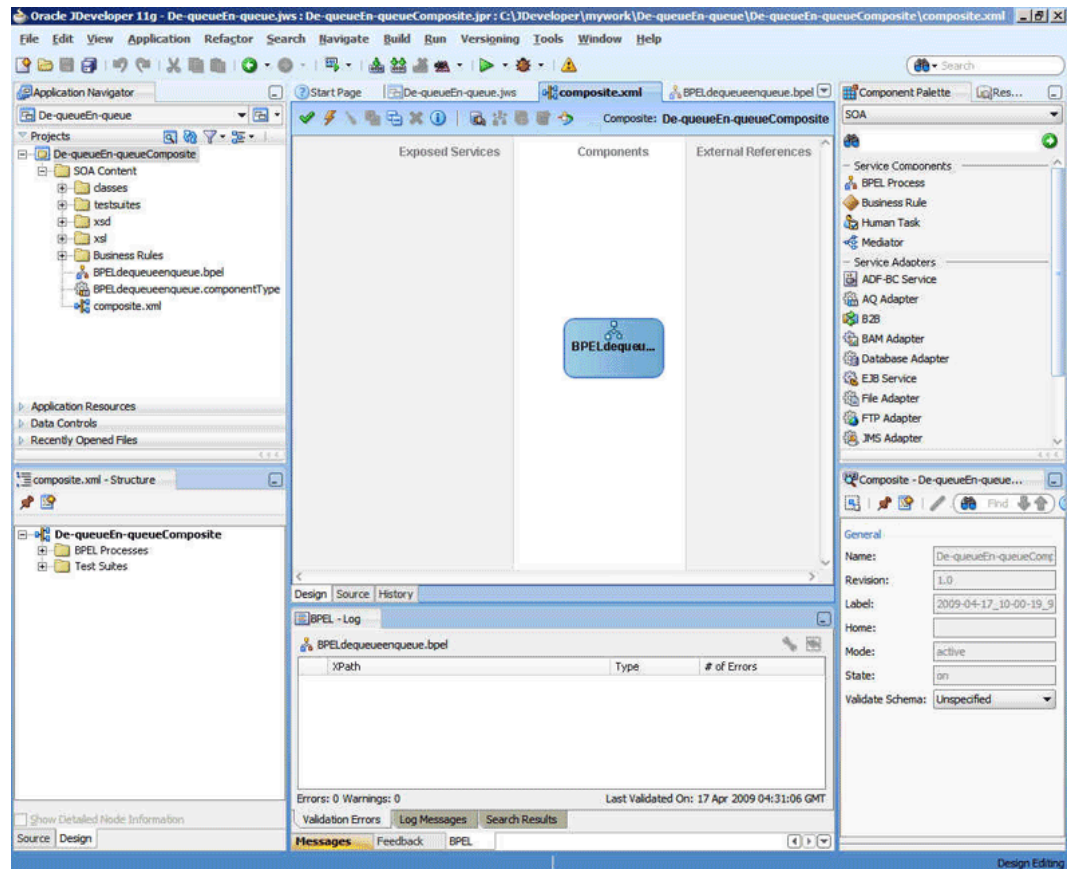 Oracle JDeveloper 11g - De-queueEn-queue.jws : De-queueEn-queueComposite.jpr : C:\JDeveloper\mywork\De-queueEn-queue\De-queueEn-queueComposite\composite.xml
File Edit View Application Refactor Search Navigate Build Run Versioning Tools Window Help
Search
Application Navigator
De-queueEn-queue
Projects
De-queueEn-queueComposite
SOA Content
classes
testsuites
xsd
xsl
Business Rules
BPELdequeueenqueue.bpel
BPELdequeueenqueue.componentType
composite.xml
Application Resources
Data Controls
Recently Opened Files
composite.xml - Structure
De-queueEn-queueComposite
BPEL Processes
Test Suites
Show Detailed Node Information
Source Design
Start Page De-queueEn-queue.jws composite.xml BPELdequeueenqueue.bpel
Composite: De-queueEn-queueComposite
Exposed Services Components External References
BPELdequeu...
Design Source History
BPEL - Log
BPELdequeueenqueue.bpel
XPath Type # of Errors
Errors: 0 Warnings: 0 Last Validated On: 17 Apr 2009 04:31:06 GMT
Validation Errors Log Messages Search Results
Messages Feedback BPEL
Component Palette Res...
SOA
Service Components
BPEL Process
Business Rule
Human Task
Mediator
Service Adapters
ADF-BC Service
AQ Adapter
B2B
BAM Adapter
Database Adapter
EJB Service
File Adapter
FTP Adapter
JMS Adapter
Composite - De-queueEn-queue...
Find
General
Name: De-queueEn-queueComp
Revision: 1.0
Label: 2009-04-17_10-00-19_9
Home:
Mode: active
State: on
Validate Schema: Unspecified
Design Editing